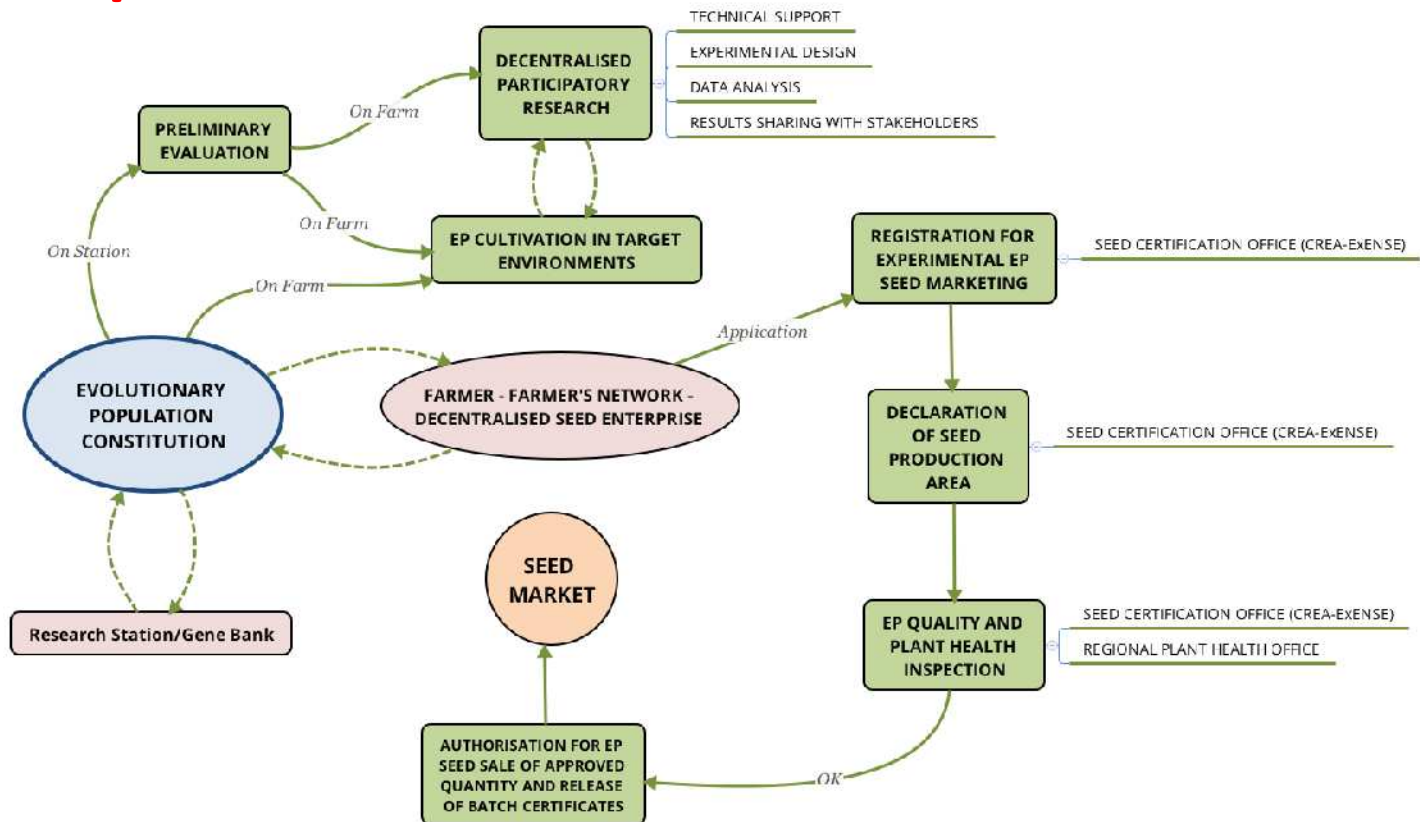 TECHNICAL SUPPORT
EXPERIMENTAL DESIGN
DATA ANALYSIS
RESULTS SHARING WITH STAKEHOLDERS
DECENTRALISED
PARTICIPATORY
RESEARCH
On Farm
PRELIMINARY
EVALUATION
On Farm
On Station
EP CULTIVATION IN TARGET
ENVIRONMENTS
On Farm
REGISTRATION FOR
EXPERIMENTAL EP
SEED MARKETING
SEED CERTIFICATION OFFICE (CREA-ExENSE)
Application
EVOLUTIONARY
POPULATION
CONSTITUTION
FARMER - FARMER'S NETWORK -
DECENTRALISED SEED ENTERPRISE
DECLARATION
OF SEED
PRODUCTION
AREA
SEED CERTIFICATION OFFICE (CREA-ExENSE)
SEED
MARKET
Research Station/Gene Bank
EP QUALITY AND
PLANT HEALTH
INSPECTION
SEED CERTIFICATION OFFICE (CREA-ExENSE)
REGIONAL PLANT HEALTH OFFICE
AUTHORISATION FOR EP
SEED SALE OF APPROVED
QUANTITY AND RELEASE
OF BATCH CERTIFICATES
OK